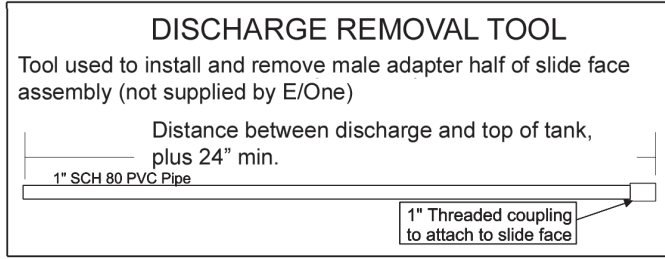 DISCHARGE REMOVAL TOOL
Tool used to install and remove male adapter half of slide face
assembly (not supplied by E/One)
Distance between discharge and top of tank,
plus 24” min.
1" SCH 80 PVC Pipe
1" Threaded coupling
to attach to slide face